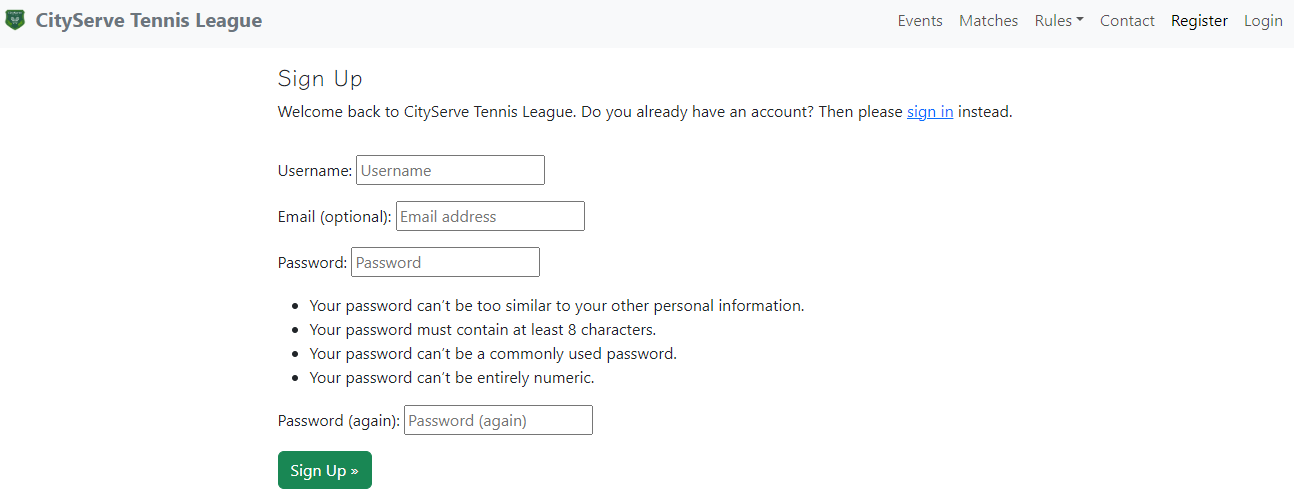 CityServe Tennis League
Events Matches Rules Contact Register Login
Sign Up
Welcome back to CityServe Tennis League. Do you already have an account? Then please sign in instead.
Username: Username
Email (optional): Email address
Password: Password
• Your password can’t be too similar to your other personal information.
• Your password must contain at least 8 characters.
• Your password can’t be a commonly used password.
• Your password can’t be entirely numeric.
Password (again): Password (again)
Sign Up »